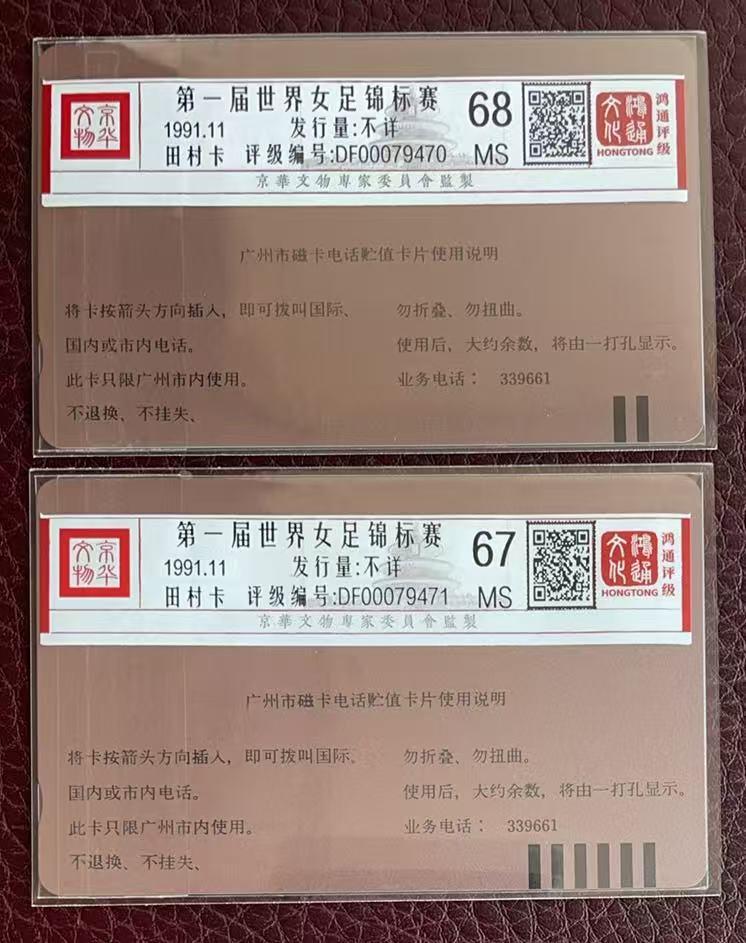 京华文物
第一届世界女足锦标赛
1991.11 发行量:不详
田村卡 评级编号:DF00079470
68
MS
鸿通文化
HONGTONG
鸿通评级
京華文物專家委員會監製
广州市磁卡电话贮值卡片使用说明
将卡按箭头方向插入，即可拨叫国际、
国内或市内电话。
此卡只限广州市内使用。
不退换、不挂失、
勿折叠、勿扭曲。
使用后，大约余数，将由一打孔显示。
业务电话： 339661
京华文物
第一届世界女足锦标赛
1991.11 发行量:不详
田村卡 评级编号:DF00079471
67
MS
鸿通文化
HONGTONG
鸿通评级
京華文物專家委員會監製
广州市磁卡电话贮值卡片使用说明
将卡按箭头方向插入，即可拨叫国际、
国内或市内电话。
此卡只限广州市内使用。
不退换、不挂失、
勿折叠、勿扭曲。
使用后，大约余数，将由一打孔显示。
业务电话： 339661